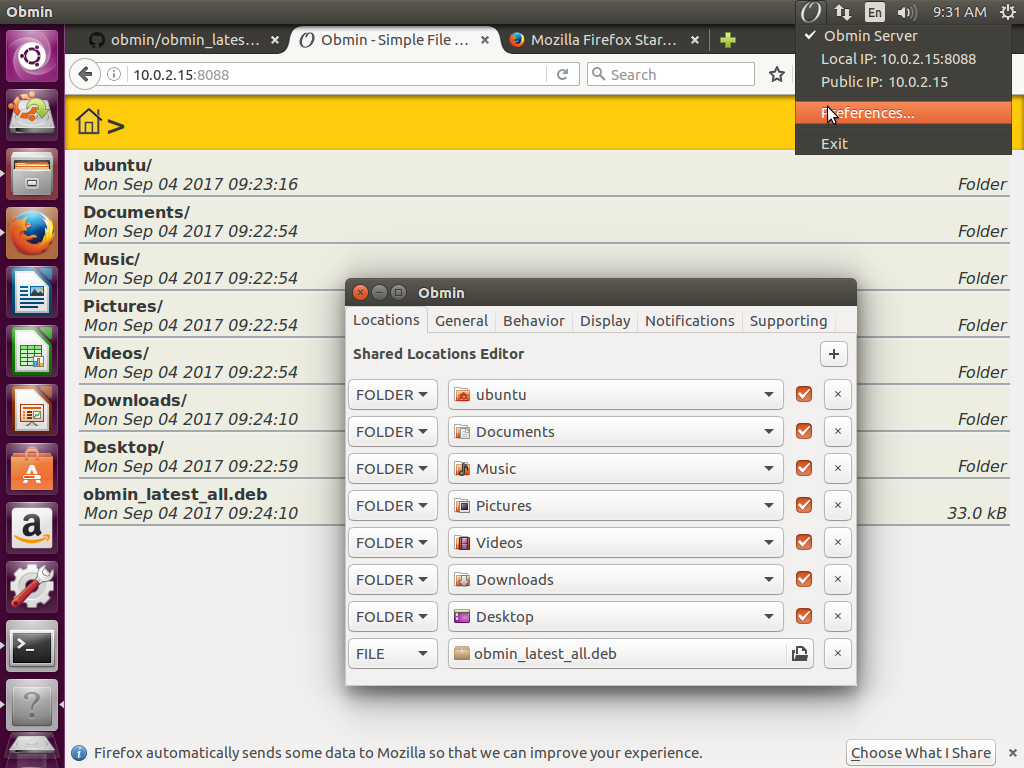 Obmin
En
9:31 AM
obmin/obmin_lates...
Obmin - Simple File ...
Mozilla Firefox Star...
10.0.2.15:8088
Search
Obmin Server
Local IP: 10.0.2.15:8088
Public IP: 10.0.2.15
Preferences...
Exit
>
ubuntu/
Mon Sep 04 2017 09:23:16 Folder
Documents/
Mon Sep 04 2017 09:22:54 Folder
Music/
Mon Sep 04 2017 09:22:54 Folder
Pictures/
Mon Sep 04 2017 09:22:54 Folder
Videos/
Mon Sep 04 2017 09:22:54 Folder
Downloads/
Mon Sep 04 2017 09:24:10 Folder
Desktop/
Mon Sep 04 2017 09:22:59 Folder
obmin_latest_all.deb
Mon Sep 04 2017 09:24:10 33.0 kB
Obmin
Locations General Behavior Display Notifications Supporting
Shared Locations Editor
FOLDER ubuntu
FOLDER Documents
FOLDER Music
FOLDER Pictures
FOLDER Videos
FOLDER Downloads
FOLDER Desktop
FILE obmin_latest_all.deb
Firefox automatically sends some data to Mozilla so that we can improve your experience.
Choose What I Share